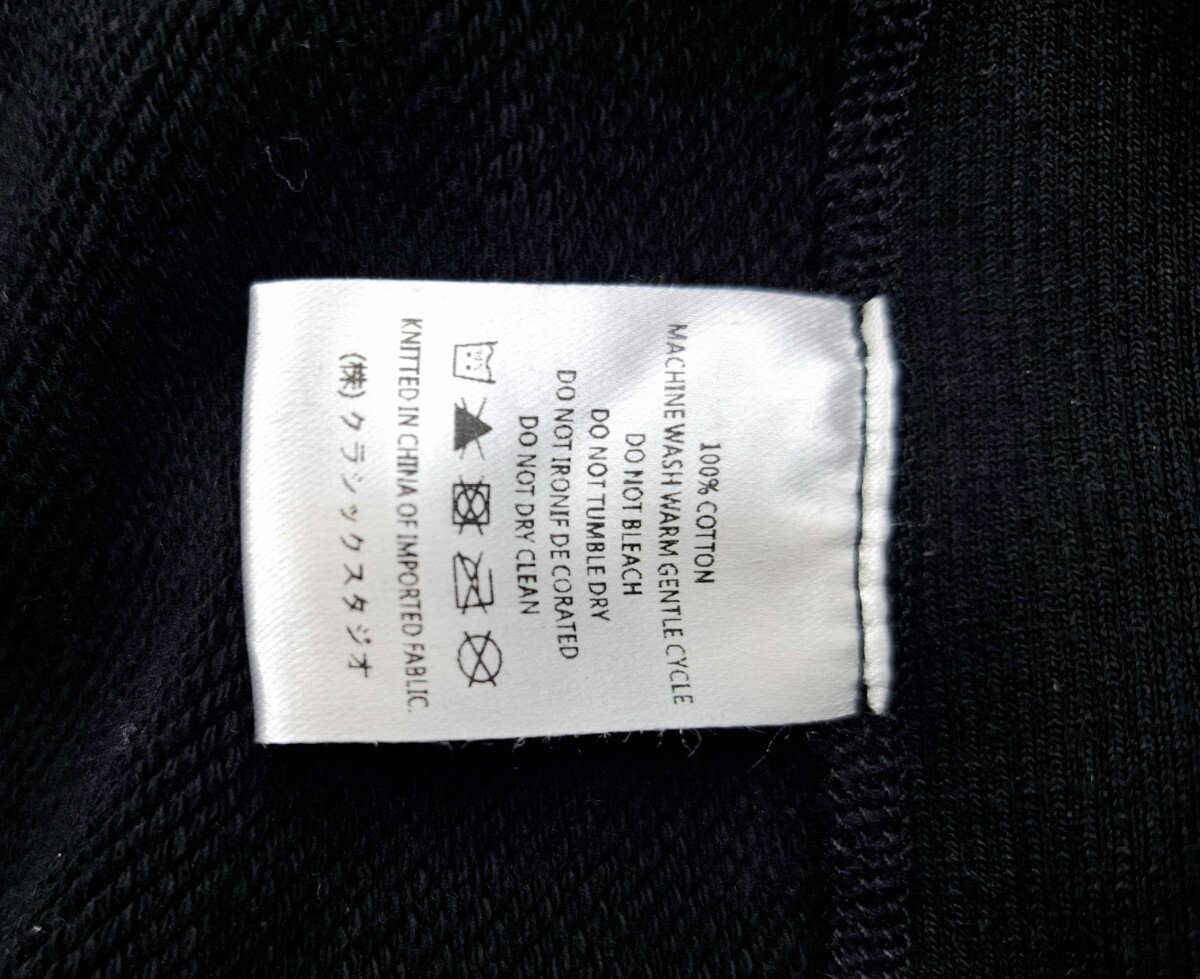 100% COTTON
MACHINE WASH WARM GENTLE CYCLE
DO NOT BLEACH
DO NOT TUMBLE DRY
DO NOT IRONIF DE CORATED
DO NOT DRY CLEAN
KNITTED IN CHINA OF IMPORTED FABLIC.
(株) クラシックスタジオ